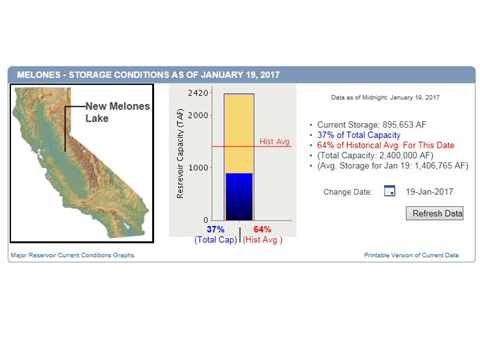 MELONES - STORAGE CONDITIONS AS OF JANUARY 19, 2017
New Melones
Lake
Resrevoir Capacity (TAF)
2420
2000
1000
0
Hist Avg
37%
(Total Cap)
64%
(Hist Avg.)
Data as of Midnight: January 19, 2017
Current Storage: 895,653 AF
37% of Total Capacity
64% of Historical Avg. For This Date
(Total Capacity: 2,400,000 AF)
(Avg. Storage for Jan 19: 1,406,765 AF)
Change Date: 19-Jan-2017
Refresh Data
Major Reservoir Current Conditions Graphs
Printable Version of Current Data